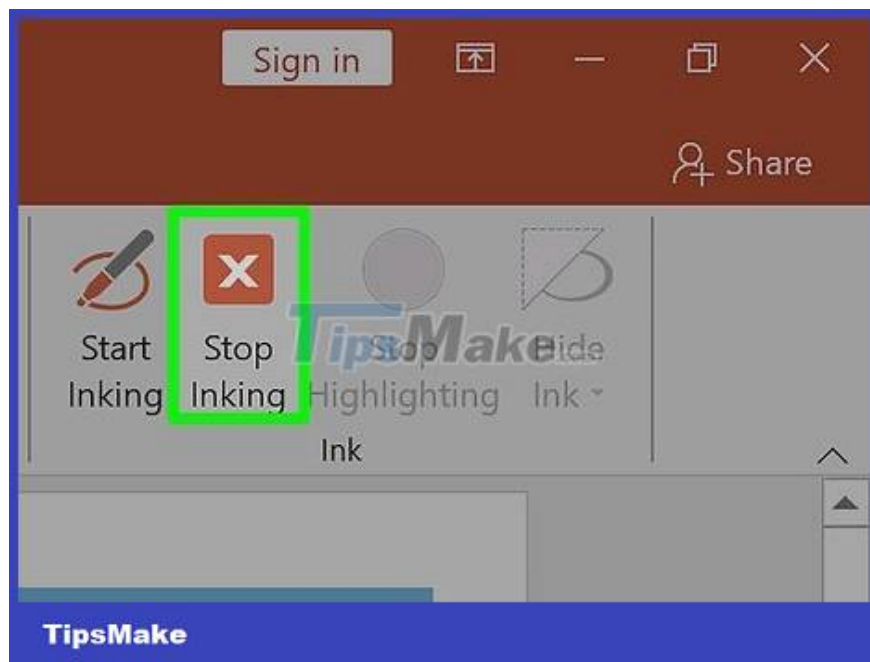 Sign in
Share
Start Inking
Stop Inking
Stop Highlighting
Hide Ink
Ink
TipsMake
TipsMake